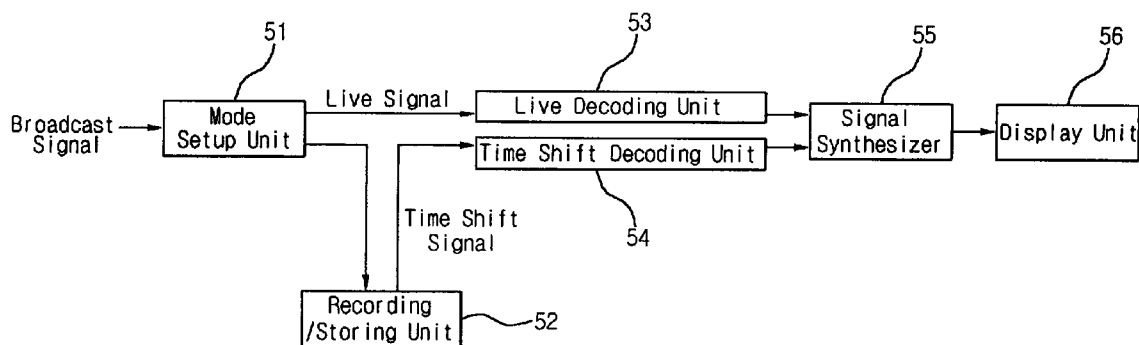 51
53
55
56
Broadcast
Signal
Mode
Setup Unit
Live Signal
Live Decoding Unit
Time Shift Decoding Unit
Signal
Synthesizer
Display Unit
Time Shift
Signal
54
Recording
/Storing Unit
52